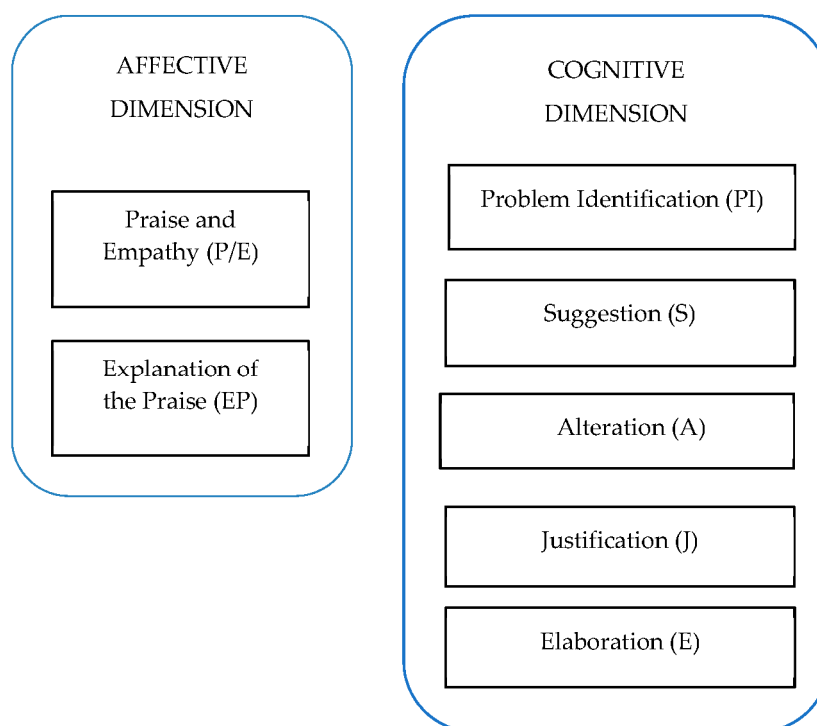 AFFECTIVE
DIMENSION
Praise and
Empathy (P/E)
Explanation of
the Praise (EP)
COGNITIVE
DIMENSION
Problem Identification (PI)
Suggestion (S)
Alteration (A)
Justification (J)
Elaboration (E)